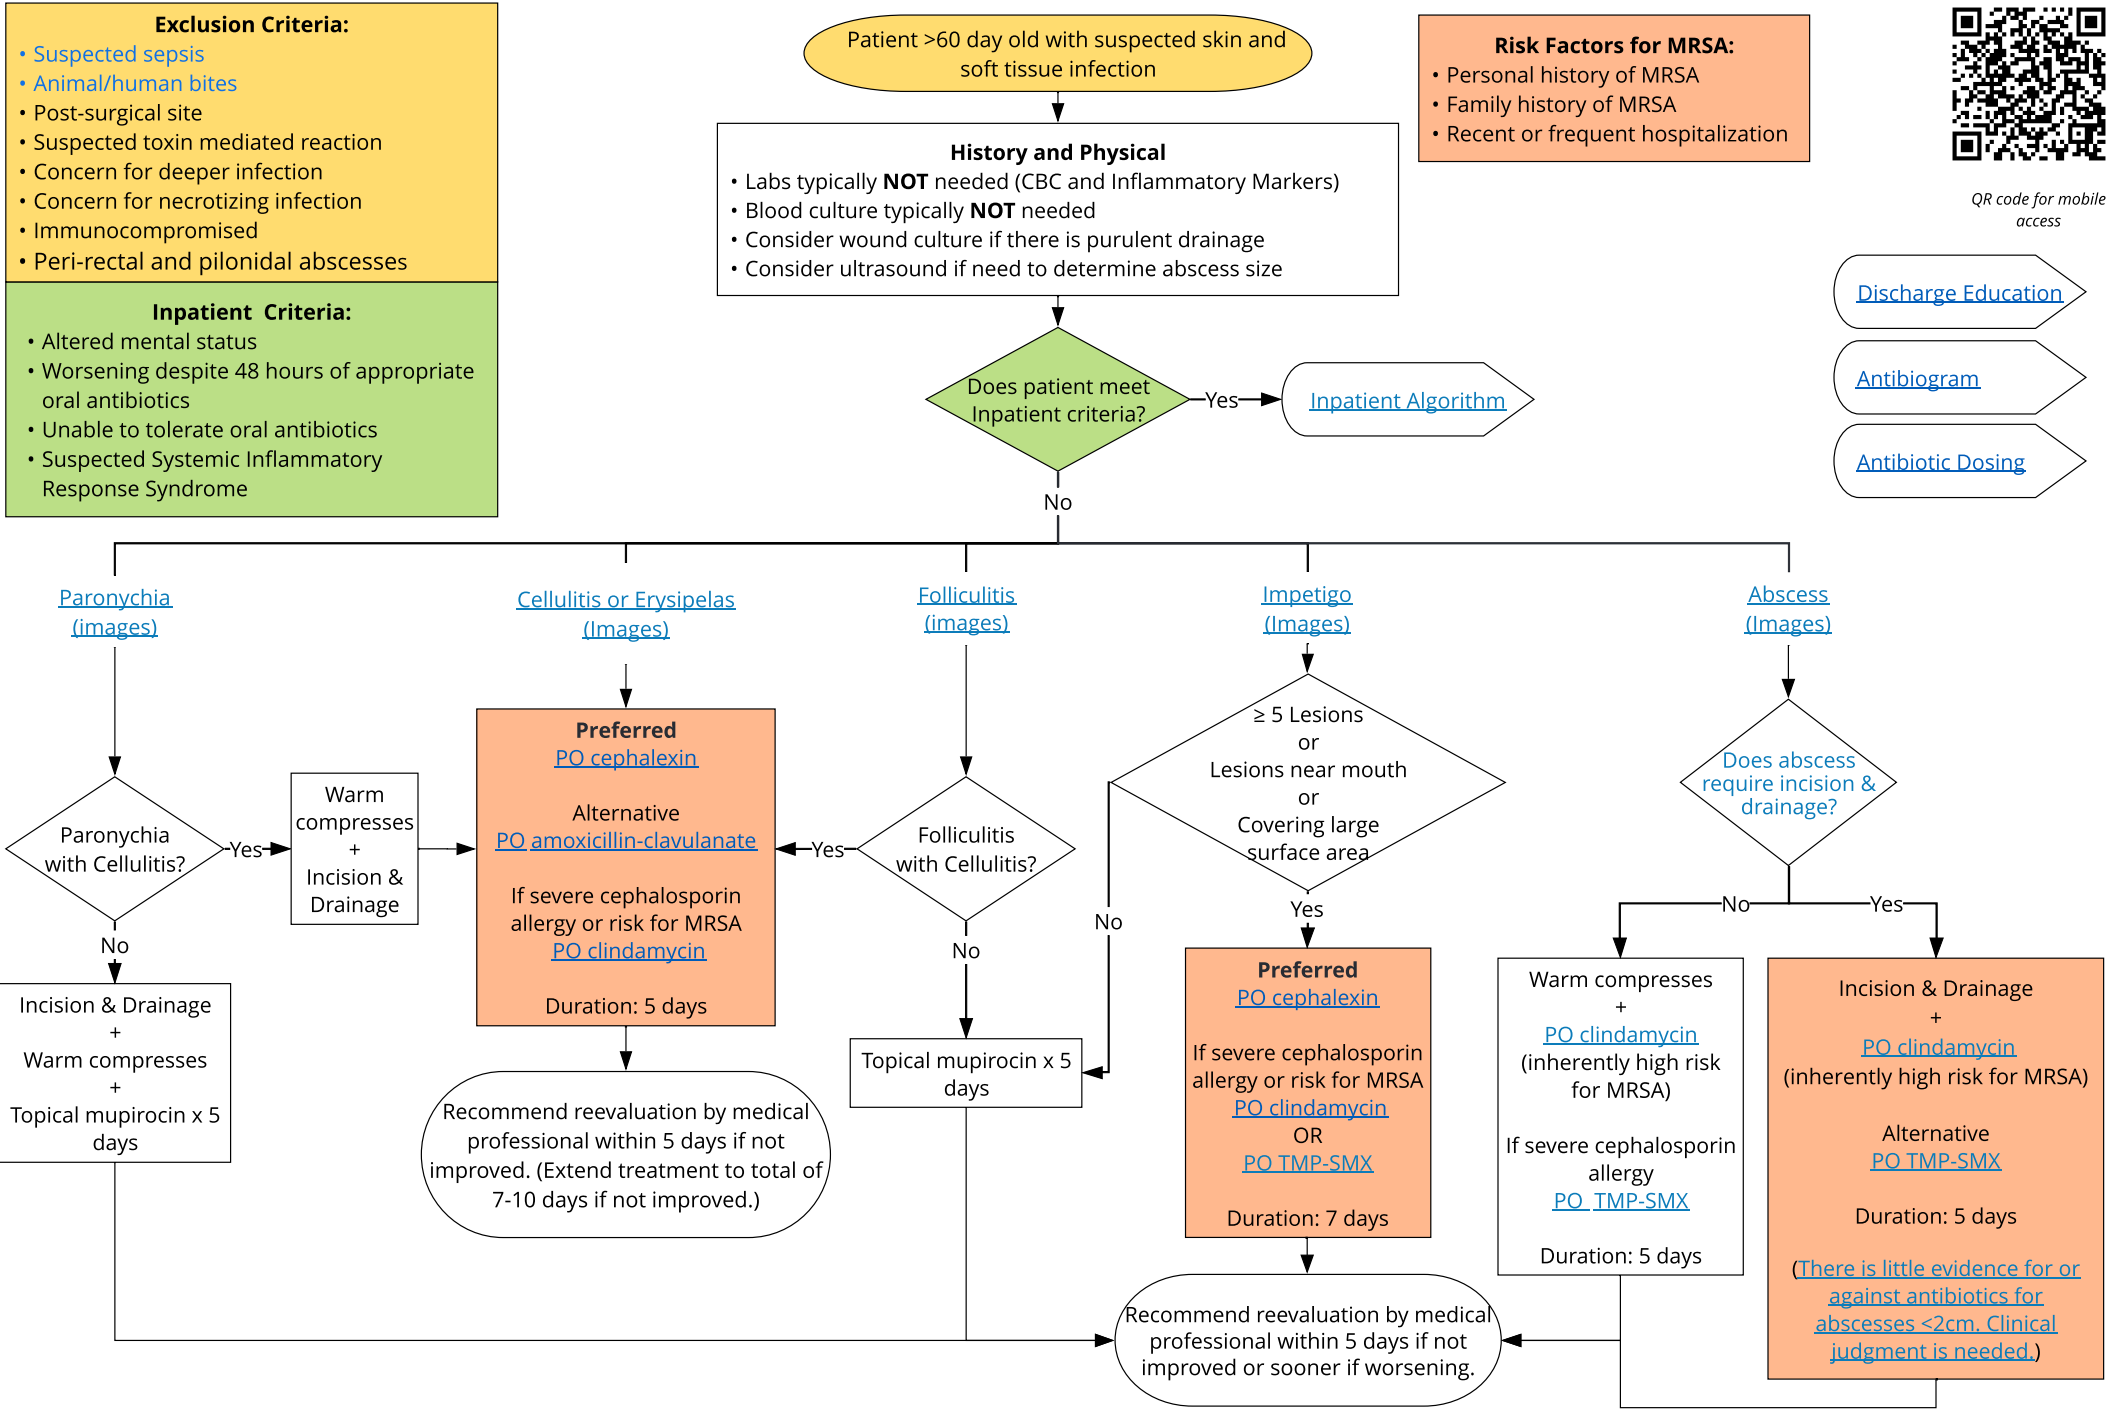 Exclusion Criteria:
• Suspected sepsis
• Animal/human bites
• Post-surgical site
• Suspected toxin mediated reaction
• Concern for deeper infection
• Concern for necrotizing infection
• Immunocompromised
• Peri-rectal and pilonidal abscesses
Inpatient  Criteria:
• Altered mental status
• Worsening despite 48 hours of appropriate
oral antibiotics
• Unable to tolerate oral antibiotics
• Suspected Systemic Inflammatory
Response Syndrome
Patient >60 day old with suspected skin and
soft tissue infection
History and Physical
• Labs typically NOT needed (CBC and Inflammatory Markers)
• Blood culture typically NOT needed
• Consider wound culture if there is purulent drainage
• Consider ultrasound if need to determine abscess size
Does patient meet
Inpatient criteria?
Yes
Inpatient Algorithm
No
Risk Factors for MRSA:
• Personal history of MRSA
• Family history of MRSA
• Recent or frequent hospitalization
QR code for mobile
access
Discharge Education
Antibiogram
Antibiotic Dosing
Paronychia
(images)
Paronychia
with Cellulitis?
Yes
Warm
compresses
+
Incision &
Drainage
No
Incision & Drainage
+
Warm compresses
+
Topical mupirocin x 5
days
Cellulitis or Erysipelas
(Images)
Preferred
PO cephalexin
Alternative
PO amoxicillin-clavulanate
If severe cephalosporin
allergy or risk for MRSA
PO clindamycin
Duration: 5 days
Recommend reevaluation by medical
professional within 5 days if not
improved. (Extend treatment to total of
7-10 days if not improved.)
Folliculitis
(images)
Folliculitis
with Cellulitis?
Yes
No
Topical mupirocin x 5
days
Impetigo
(Images)
≥ 5 Lesions
or
Lesions near mouth
or
Covering large
surface area
No
Yes
Preferred
PO cephalexin
If severe cephalosporin
allergy or risk for MRSA
PO clindamycin
OR
PO TMP-SMX
Duration: 7 days
Recommend reevaluation by medical
professional within 5 days if not
improved or sooner if worsening.
Abscess
(Images)
Does abscess
require incision &
drainage?
No
Yes
Warm compresses
+
PO clindamycin
(inherently high risk
for MRSA)
If severe cephalosporin
allergy
PO  TMP-SMX
Duration: 5 days
Incision & Drainage
+
PO clindamycin
(inherently high risk for MRSA)
Alternative
PO TMP-SMX
Duration: 5 days
(There is little evidence for or
against antibiotics for
abscesses <2cm. Clinical
judgment is needed.)